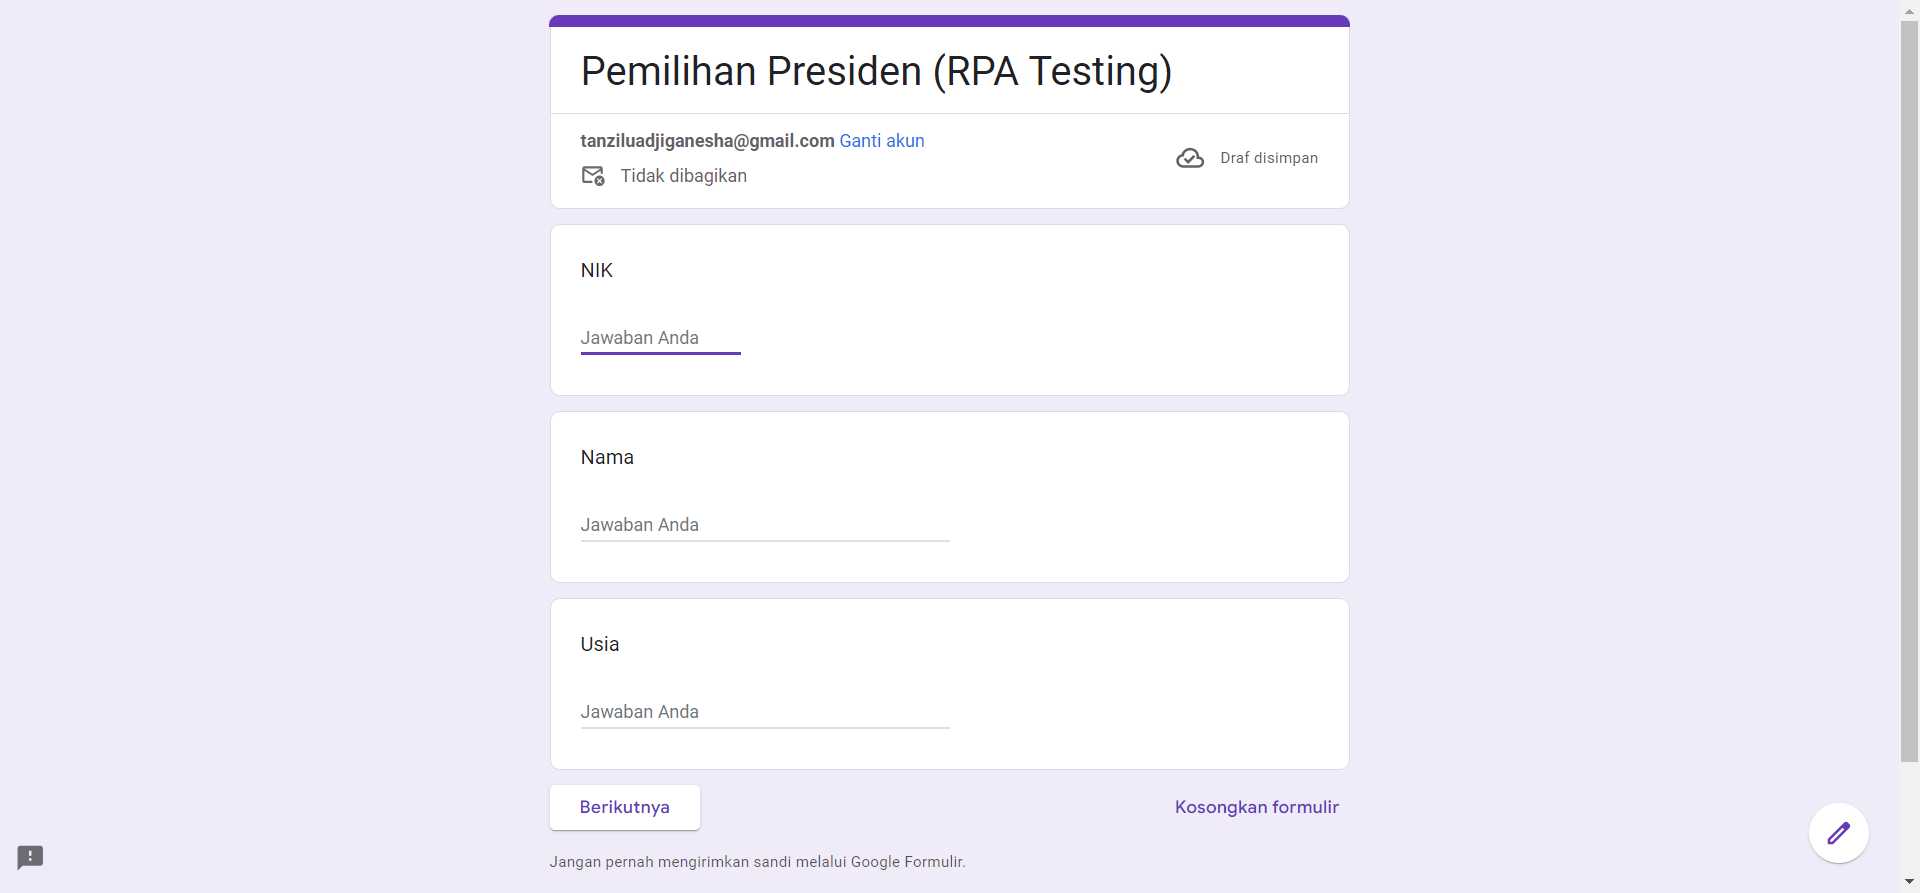 Pemilihan Presiden (RPA Testing)
tanziluadjiganesha@gmail.com Ganti akun
Tidak dibagikan
Draf disimpan
NIK
Jawaban Anda
Nama
Jawaban Anda
Usia
Jawaban Anda
Berikutnya
Kosongkan formulir
Jangan pernah mengirimkan sandi melalui Google Formulir.